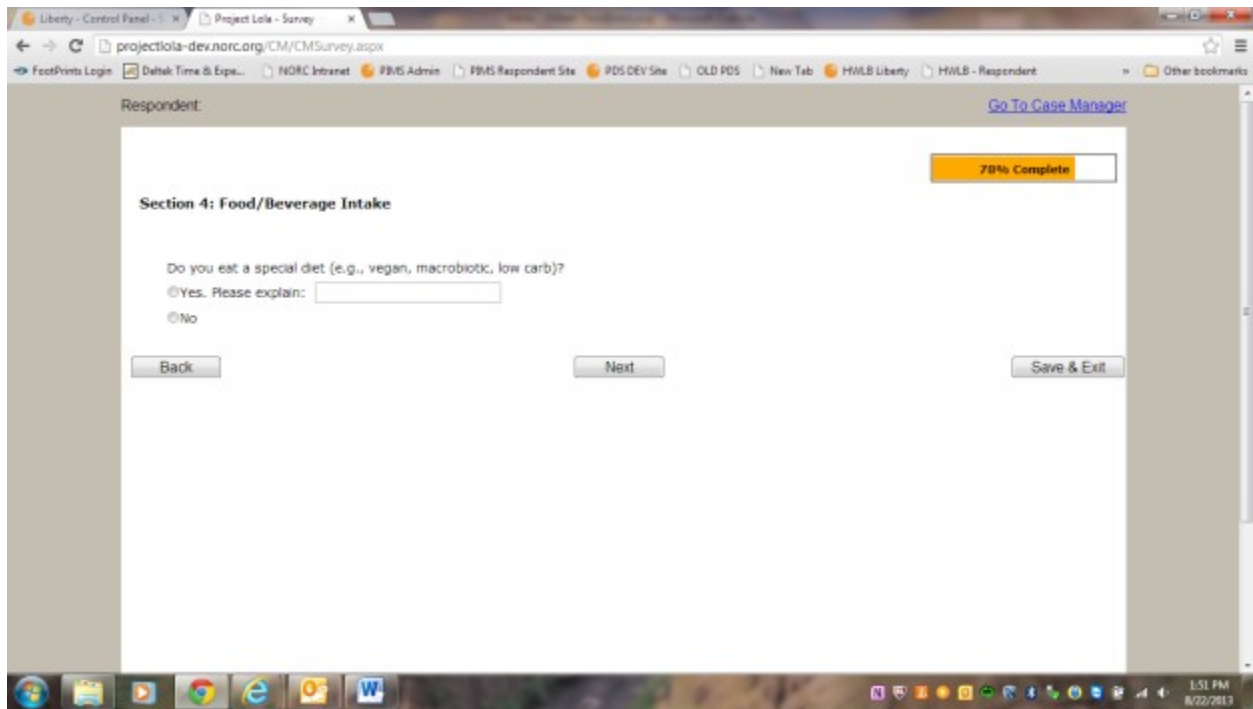 Liberty - Control Panel - S
Project Lola - Survey
projectlola-dev.norc.org/CM/CMSurvey.aspx
FootPrints Login Deltek Time & Expe... NORC Intranet PIMS Admin PIMS Respondent Site PDS DEV Site OLD PDS New Tab HWLB Liberty HWLB - Respondent » Other bookmarks
Respondent: Go To Case Manager
78% Complete
Section 4: Food/Beverage Intake
Do you eat a special diet (e.g., vegan, macrobiotic, low carb)?
Yes. Please explain:
No
Back Next Save & Exit
1:51 PM
8/22/2013